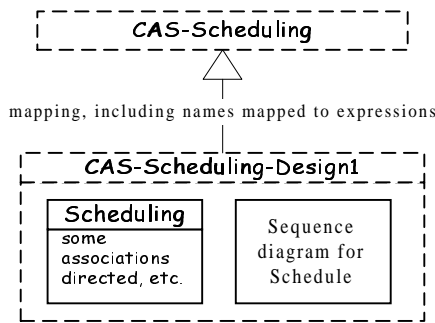 CAS-Scheduling
mapping, including names mapped to expressions
CAS-Scheduling-Design1
Scheduling
some
associations
directed, etc.
Sequence
diagram for
Schedule